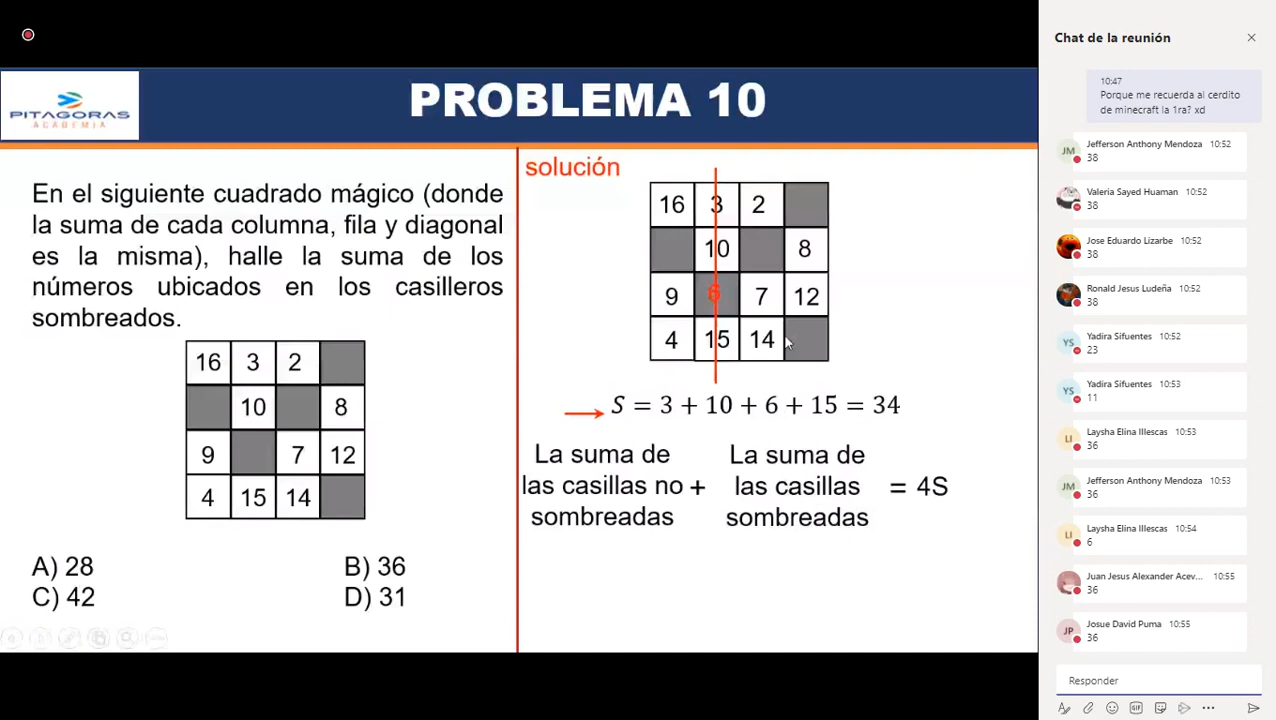 PROBLEMA 10
PITAGORAS
ACADEMIA
En el siguiente cuadrado mágico (donde
la suma de cada columna, fila y diagonal
es la misma), halle la suma de los
números ubicados en los casilleros
sombreados.
16 3 2
10 8
9 7 12
4 15 14
A) 28 B) 36
C) 42 D) 31
solución
16 3 2
10 8
9 6 7 12
4 15 14
S = 3 + 10 + 6 + 15 = 34
La suma de
las casillas no
sombreadas
+
La suma de
las casillas
sombreadas
= 4S
Chat de la reunión
10:47
Porque me recuerda al cerdito
de minecraft la 1ra? xd
JM Jefferson Anthony Mendoza 10:52
38
Valeria Sayed Huaman 10:52
38
Jose Eduardo Lizarbe 10:52
38
Ronald Jesus Ludeña 10:52
38
YS Yadira Sifuentes 10:52
23
YS Yadira Sifuentes 10:53
11
LI Laysha Elina Illescas 10:53
36
JM Jefferson Anthony Mendoza 10:53
36
LI Laysha Elina Illescas 10:54
6
Juan Jesus Alexander Acev... 10:55
36
JP Josue David Puma 10:55
36
Responder
GIF